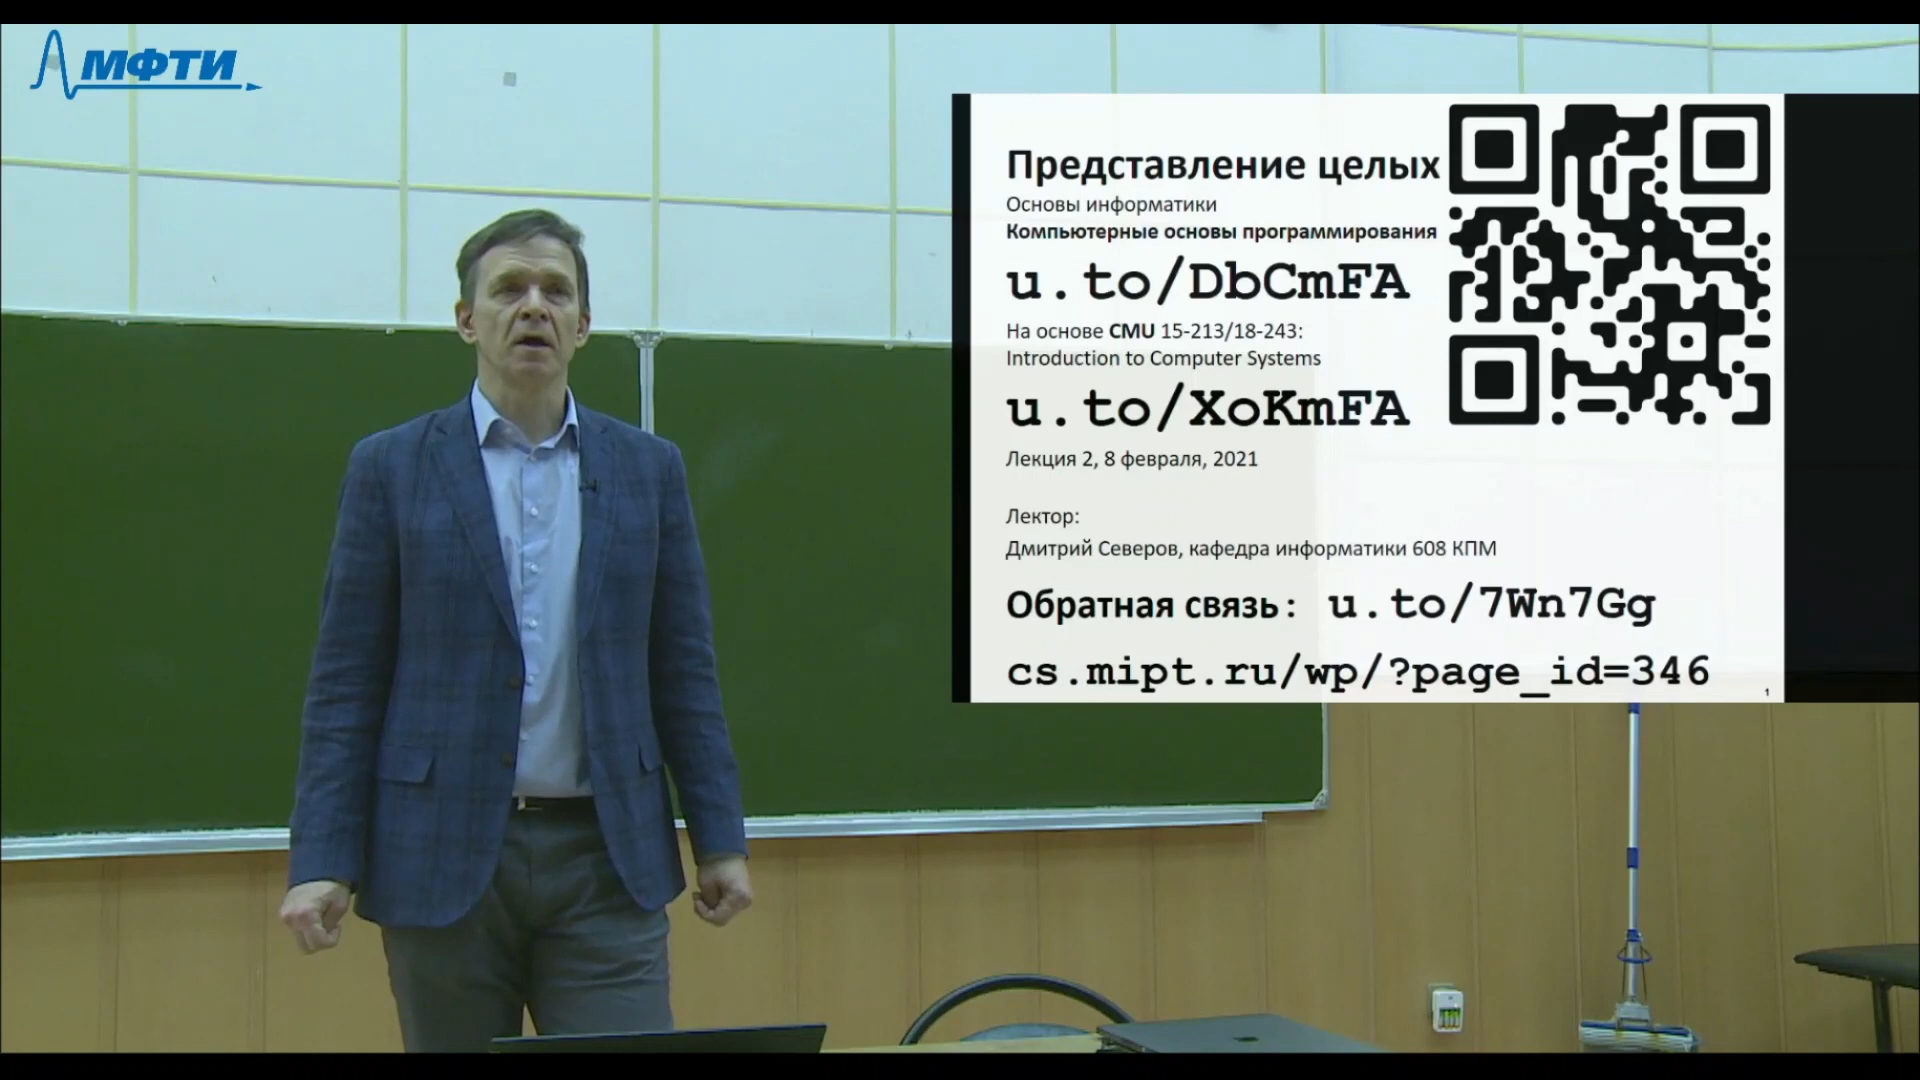 МФТИ
Представление целых
Основы информатики
Компьютерные основы программирования
u.to/DbCmFA
На основе CMU 15-213/18-243:
Introduction to Computer Systems
u.to/XoKmFA
Лекция 2, 8 февраля, 2021
Лектор:
Дмитрий Северов, кафедра информатики 608 КПМ
Обратная связь: u.to/7Wn7Gg
cs.mipt.ru/wp/?page_id=346
1